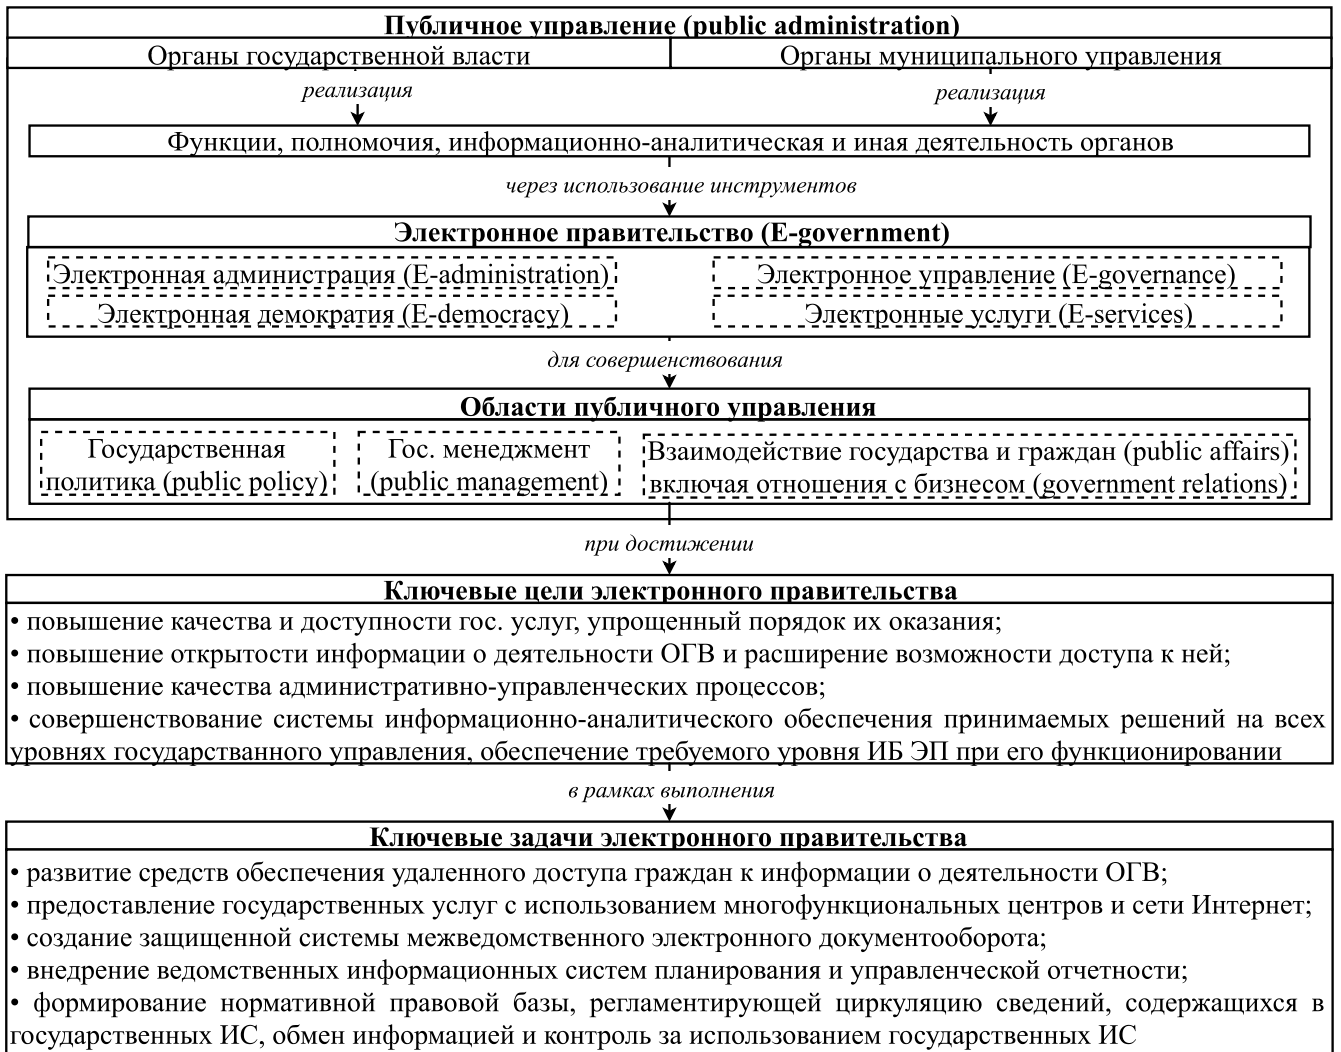 Публичное управление (public administration)
Органы государственной власти
Органы муниципального управления
реализация
реализация
Функции, полномочия, информационно-аналитическая и иная деятельность органов
через использование инструментов
Электронное правительство (E-government)
Электронная администрация (E-administration)
Электронное управление (E-governance)
Электронная демократия (E-democracy)
Электронные услуги (E-services)
для совершенствования
Области публичного управления
Государственная
политика (public policy)
Гос. менеджмент
(public management)
Взаимодействие государства и граждан (public affairs)
включая отношения с бизнесом (government relations)
при достижении
Ключевые цели электронного правительства
• повышение качества и доступности гос. услуг, упрощенный порядок их оказания;
• повышение открытости информации о деятельности ОГВ и расширение возможности доступа к ней;
• повышение качества административно-управленческих процессов;
• совершенствование системы информационно-аналитического обеспечения принимаемых решений на всех
уровнях государстванного управления, обеспечение требуемого уровня ИБ ЭП при его функционировании
в рамках выполнения
Ключевые задачи электронного правительства
• развитие средств обеспечения удаленного доступа граждан к информации о деятельности ОГВ;
• предоставление государственных услуг с использованием многофункциональных центров и сети Интернет;
• создание защищенной системы межведомственного электронного документооборота;
• внедрение ведомственных информационных систем планирования и управленческой отчетности;
• формирование нормативной правовой базы, регламентирующей циркуляцию сведений, содержащихся в
государственных ИС, обмен информацией и контроль за использованием государственных ИС